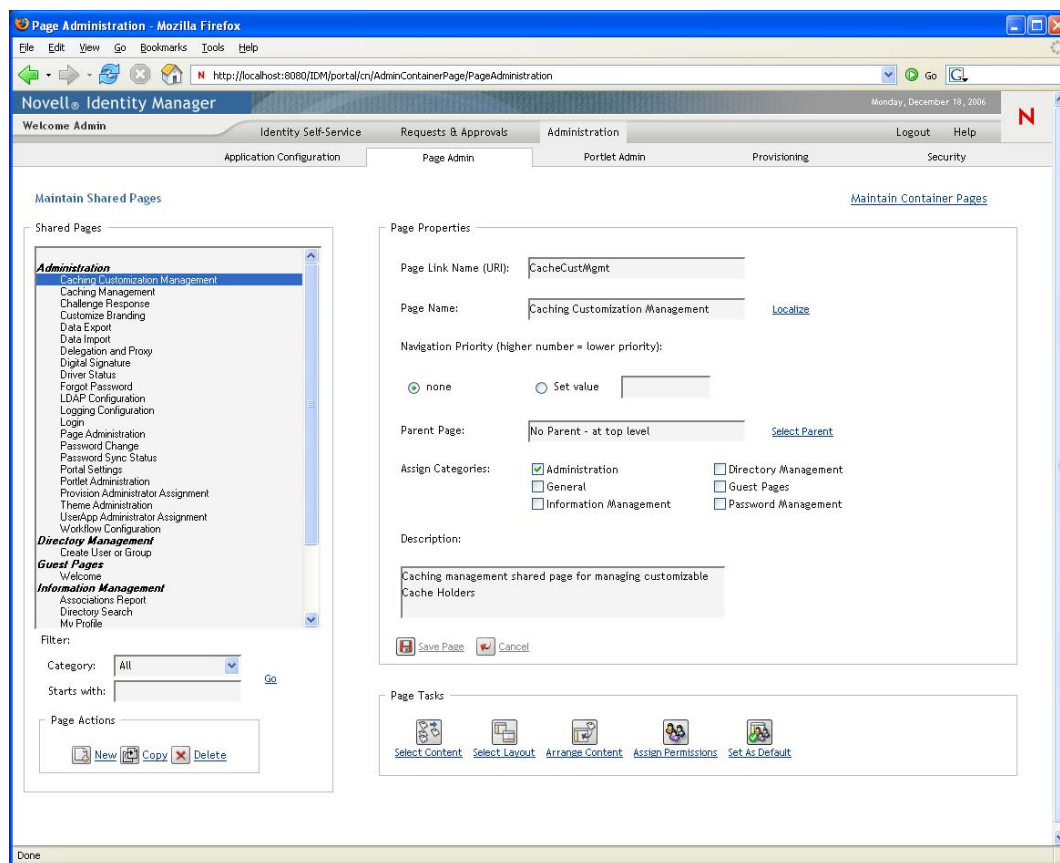 Page Administration - Mozilla Firefox
File Edit View Go Bookmarks Tools Help
N http://localhost:8080/IDM/portal/cn/AdminContainerPage/PageAdministration Go G
Novell® Identity Manager Monday, December 18, 2006
N
Welcome Admin Identity Self-Service Requests & Approvals Administration Logout Help
Application Configuration Page Admin Portlet Admin Provisioning Security
Maintain Shared Pages Maintain Container Pages
Shared Pages
Administration
Caching Customization Management
Caching Management
Challenge Response
Customize Branding
Data Export
Data Import
Delegation and Proxy
Digital Signature
Driver Status
Forgot Password
LDAP Configuration
Logging Configuration
Login
Page Administration
Password Change
Password Sync Status
Portal Settings
Portlet Administration
Provision Administrator Assignment
Theme Administration
UserApp Administrator Assignment
Workflow Configuration
Directory Management
Create User or Group
Guest Pages
Welcome
Information Management
Associations Report
Directory Search
My Profile
Filter:
Category: All
Starts with:
Go
Page Actions
New Copy Delete
Page Properties
Page Link Name (URI): CacheCustMgmt
Page Name: Caching Customization Management Localize
Navigation Priority (higher number = lower priority):
none Set value
Parent Page: No Parent - at top level Select Parent
Assign Categories: Administration Directory Management
General Guest Pages
Information Management Password Management
Description:
Caching management shared page for managing customizable
Cache Holders
Save Page Cancel
Page Tasks
Select Content Select Layout Arrange Content Assign Permissions Set As Default
Done